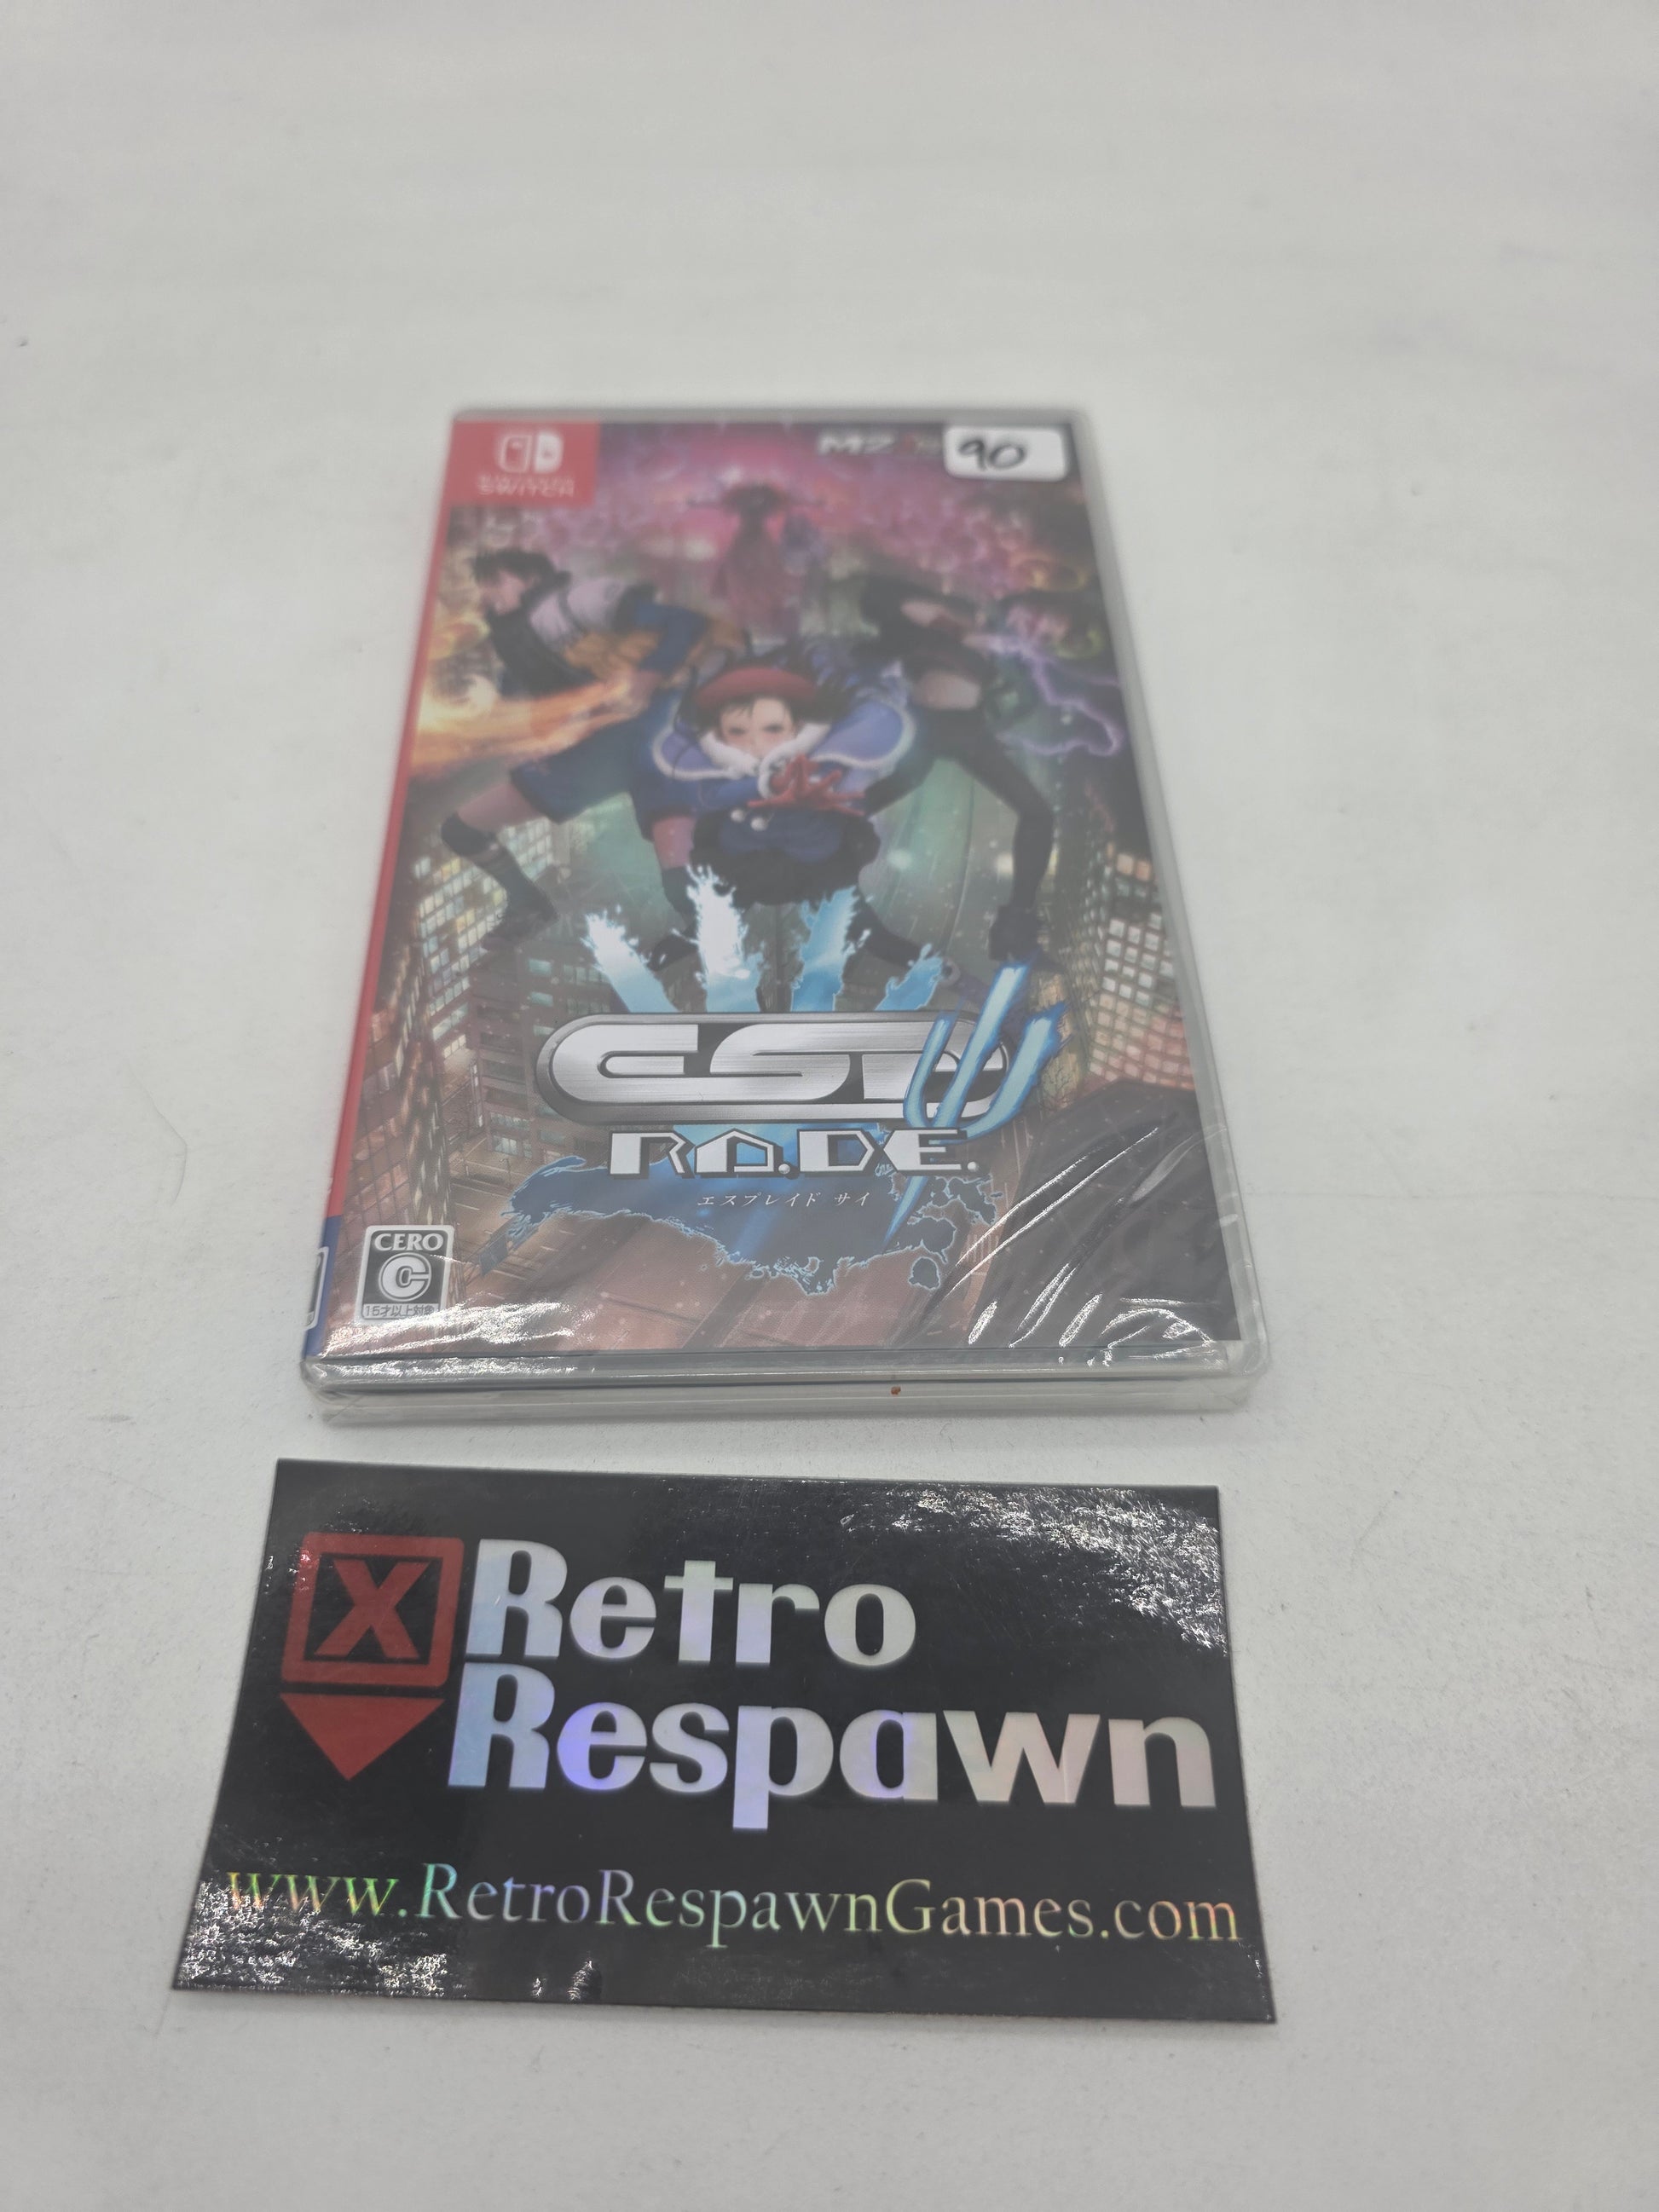 NINTENDO
SWITCH
M2
90
ESP
RA.DE.
ψ
エスプレイド サイ
CERO
C
15才以上対象
X
Retro
Respawn
www.RetroRespawnGames.com